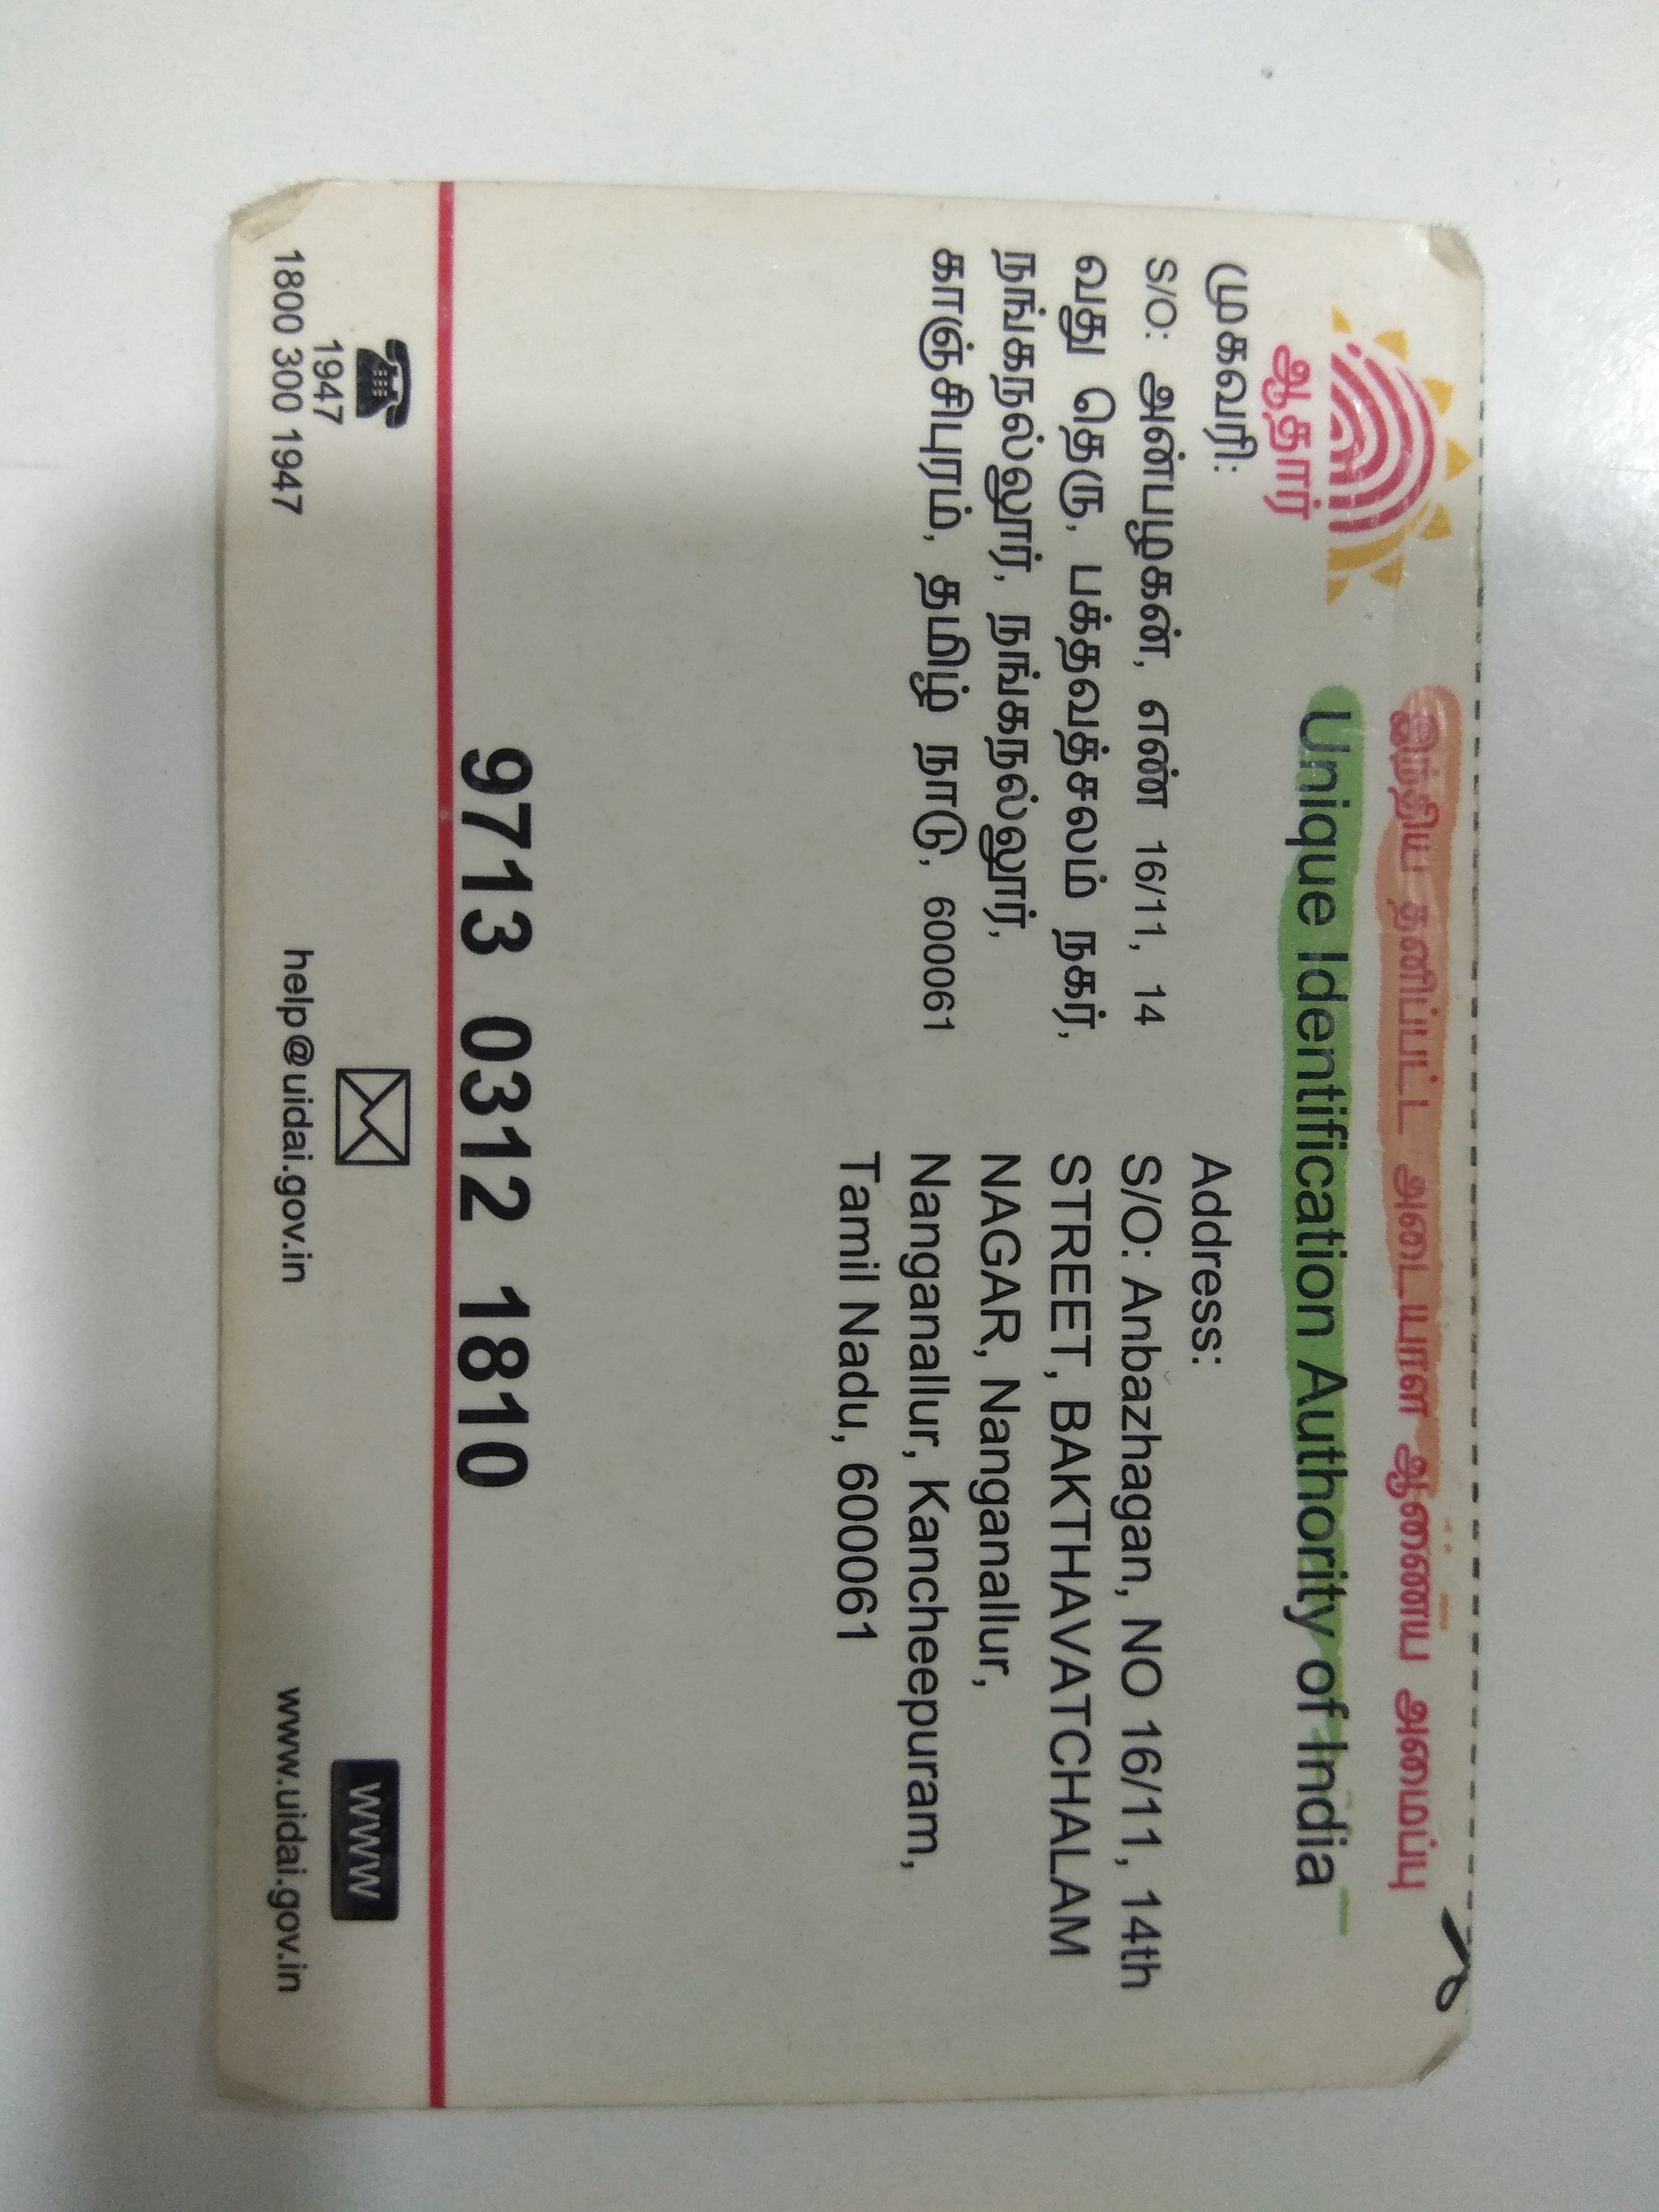 இந்திய தனிப்பட்ட அடையாள ஆணைய அமைப்பு
Unique Identification Authority of India
ஆதார்
முகவரி:
S/O: அன்பழகன், எண் 16/11, 14
வது தெரு, பக்தவத்சலம் நகர்,
நங்கநல்லூர், நங்கநல்லூர்,
காஞ்சிபுரம், தமிழ் நாடு, 600061
Address:
S/O: Anbazhagan, NO 16/11, 14th
STREET, BAKTHAVATCHALAM
NAGAR, Nanganallur,
Nanganallur, Kancheepuram,
Tamil Nadu, 600061
9713 0312 1810
1947
1800 300 1947
help@uidai.gov.in
WWW
www.uidai.gov.in